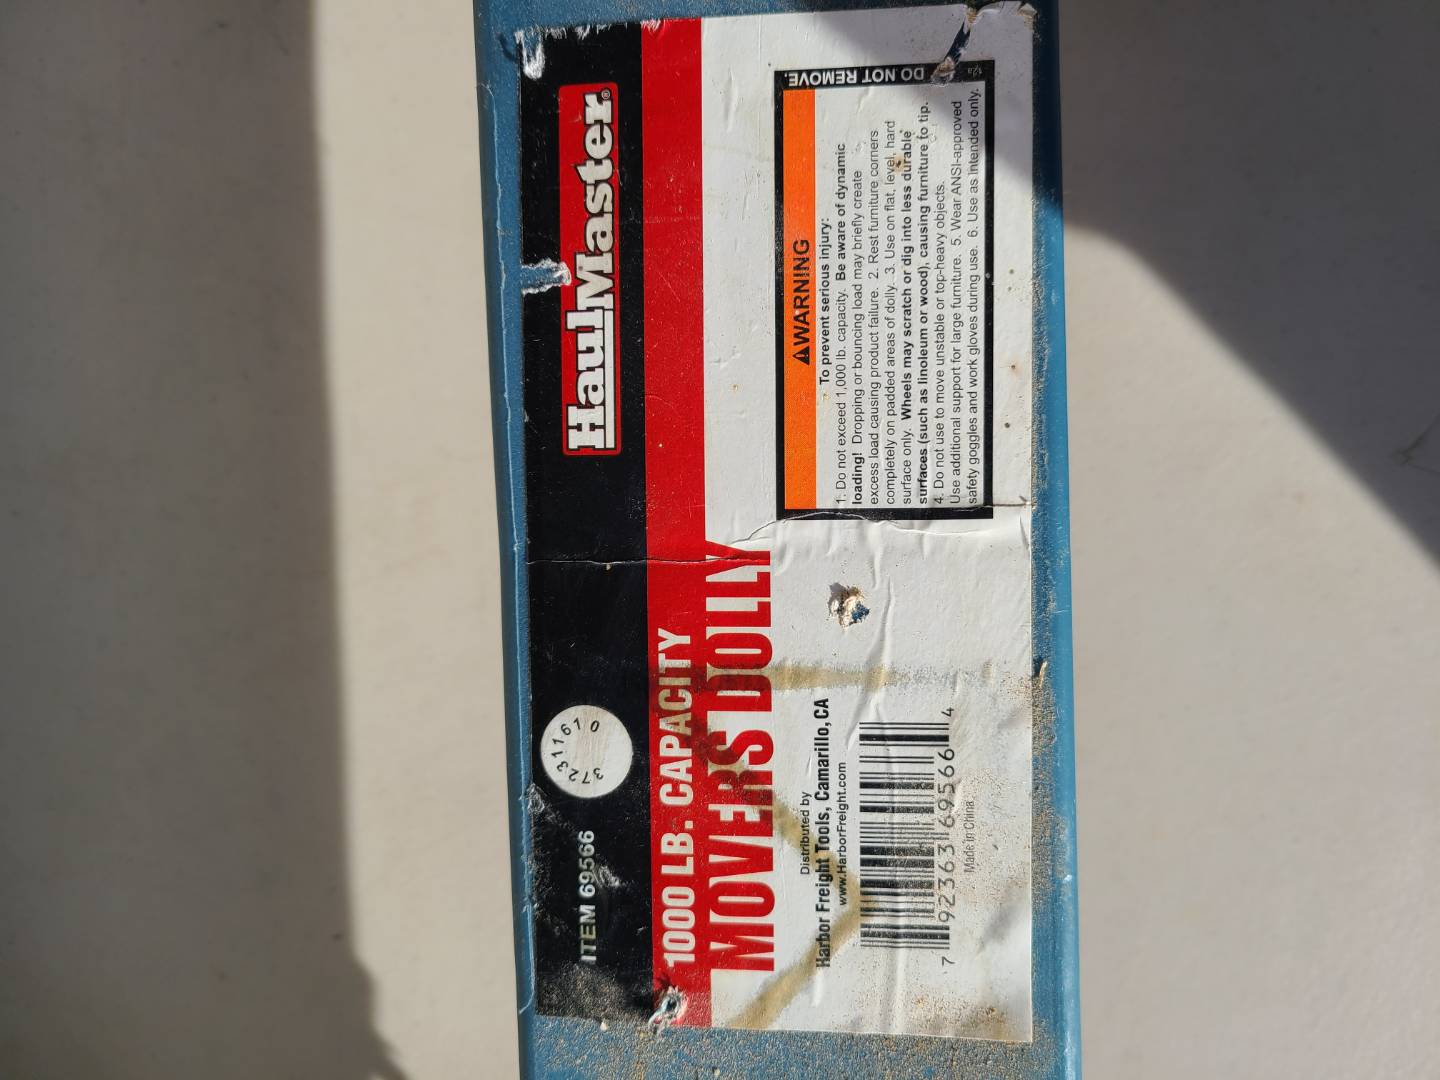 HaulMaster®
ITEM 69566
37231161 0
1000 LB. CAPACITY
MOVER'S DOLLY
Distributed by
Harbor Freight Tools, Camarillo, CA
www.HarborFreight.com
7 92363 69566 4
Made in China
⚠WARNING
To prevent serious injury:
1. Do not exceed 1,000 lb. capacity. Be aware of dynamic
loading! Dropping or bouncing load may briefly create
excess load causing product failure. 2. Rest furniture corners
completely on padded areas of dolly. 3. Use on flat, level, hard
surface only. Wheels may scratch or dig into less durable
surfaces (such as linoleum or wood), causing furniture to tip.
4. Do not use to move unstable or top-heavy objects.
Use additional support for large furniture. 5. Wear ANSI-approved
safety goggles and work gloves during use. 6. Use as intended only.
DO NOT REMOVE.
12a